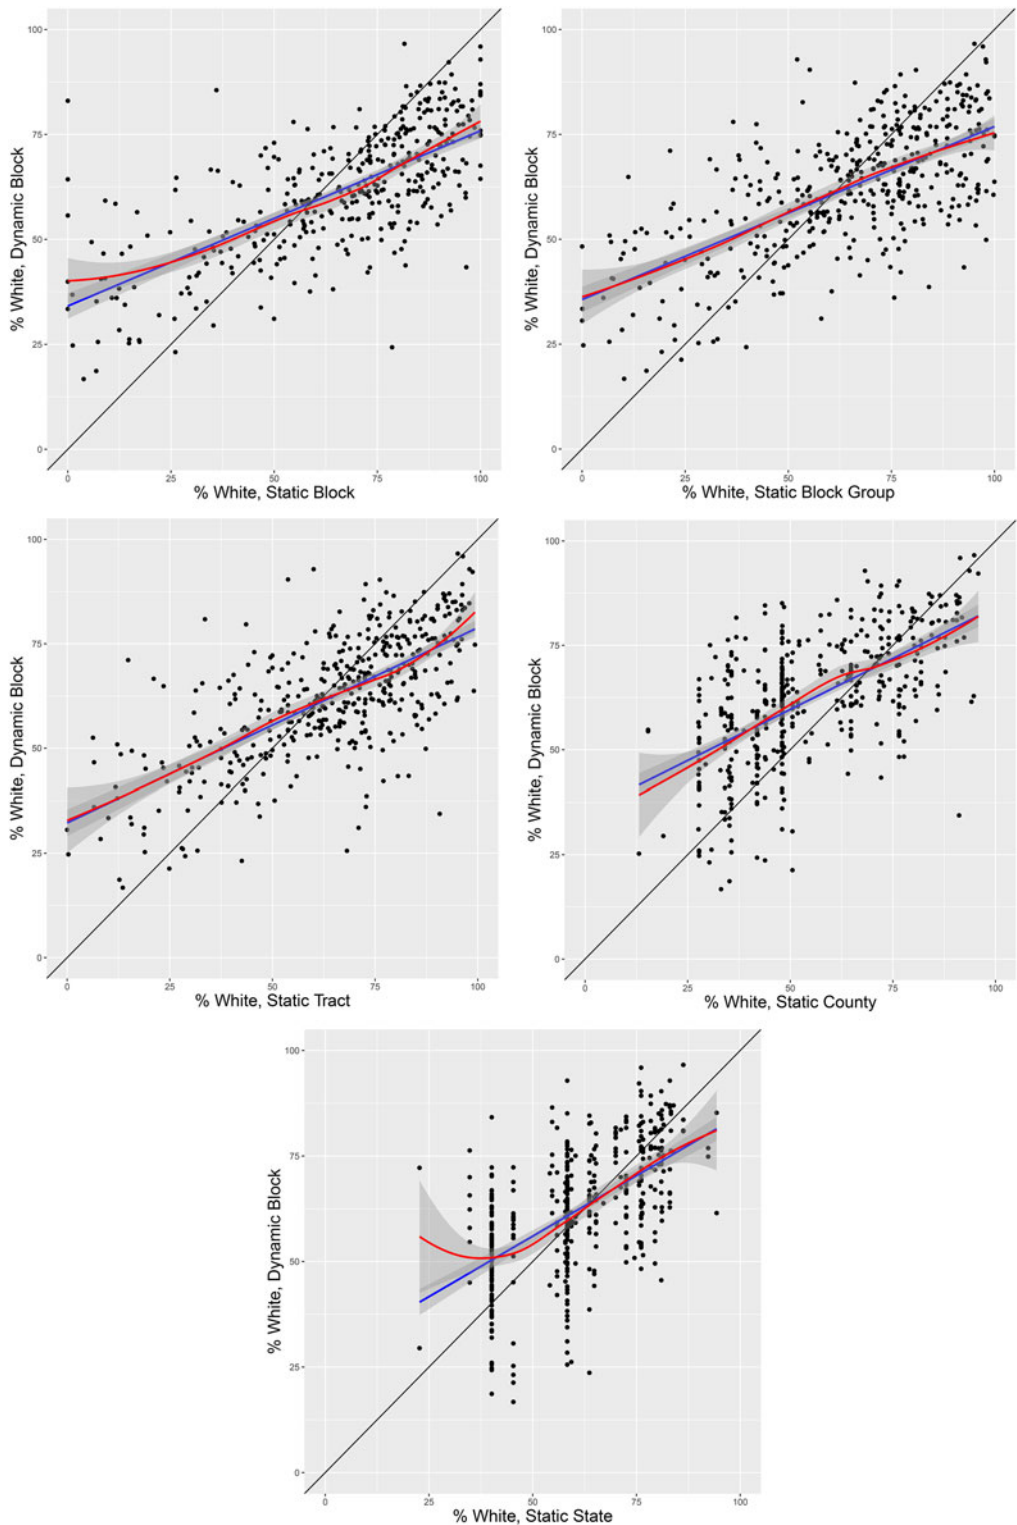 100
75
50
25
0
% White, Dynamic Block
0 25 50 75 100
% White, Static Block
100
75
50
25
0
% White, Dynamic Block
0 25 50 75 100
% White, Static Block Group
100
75
50
25
0
% White, Dynamic Block
0 25 50 75 100
% White, Static Tract
100
75
50
25
0
% White, Dynamic Block
0 25 50 75 100
% White, Static County
100
75
50
25
0
% White, Dynamic Block
0 25 50 75 100
% White, Static State